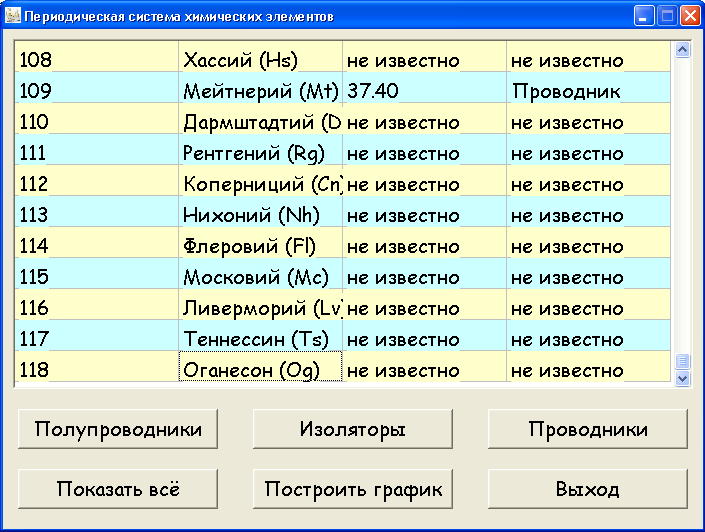 Периодическая система химических элементов
108 Хассий (Hs) не известно не известно
109 Мейтнерий (Mt) 37.40 Проводник
110 Дармштадтий (D не известно не известно
111 Рентгений (Rg) не известно не известно
112 Коперниций (Cn) не известно не известно
113 Нихоний (Nh) не известно не известно
114 Флеровий (Fl) не известно не известно
115 Московий (Mc) не известно не известно
116 Ливерморий (Lv) не известно не известно
117 Теннессин (Ts) не известно не известно
118 Оганесон (Og) не известно не известно
Полупроводники Изоляторы Проводники
Показать всё Построить график Выход